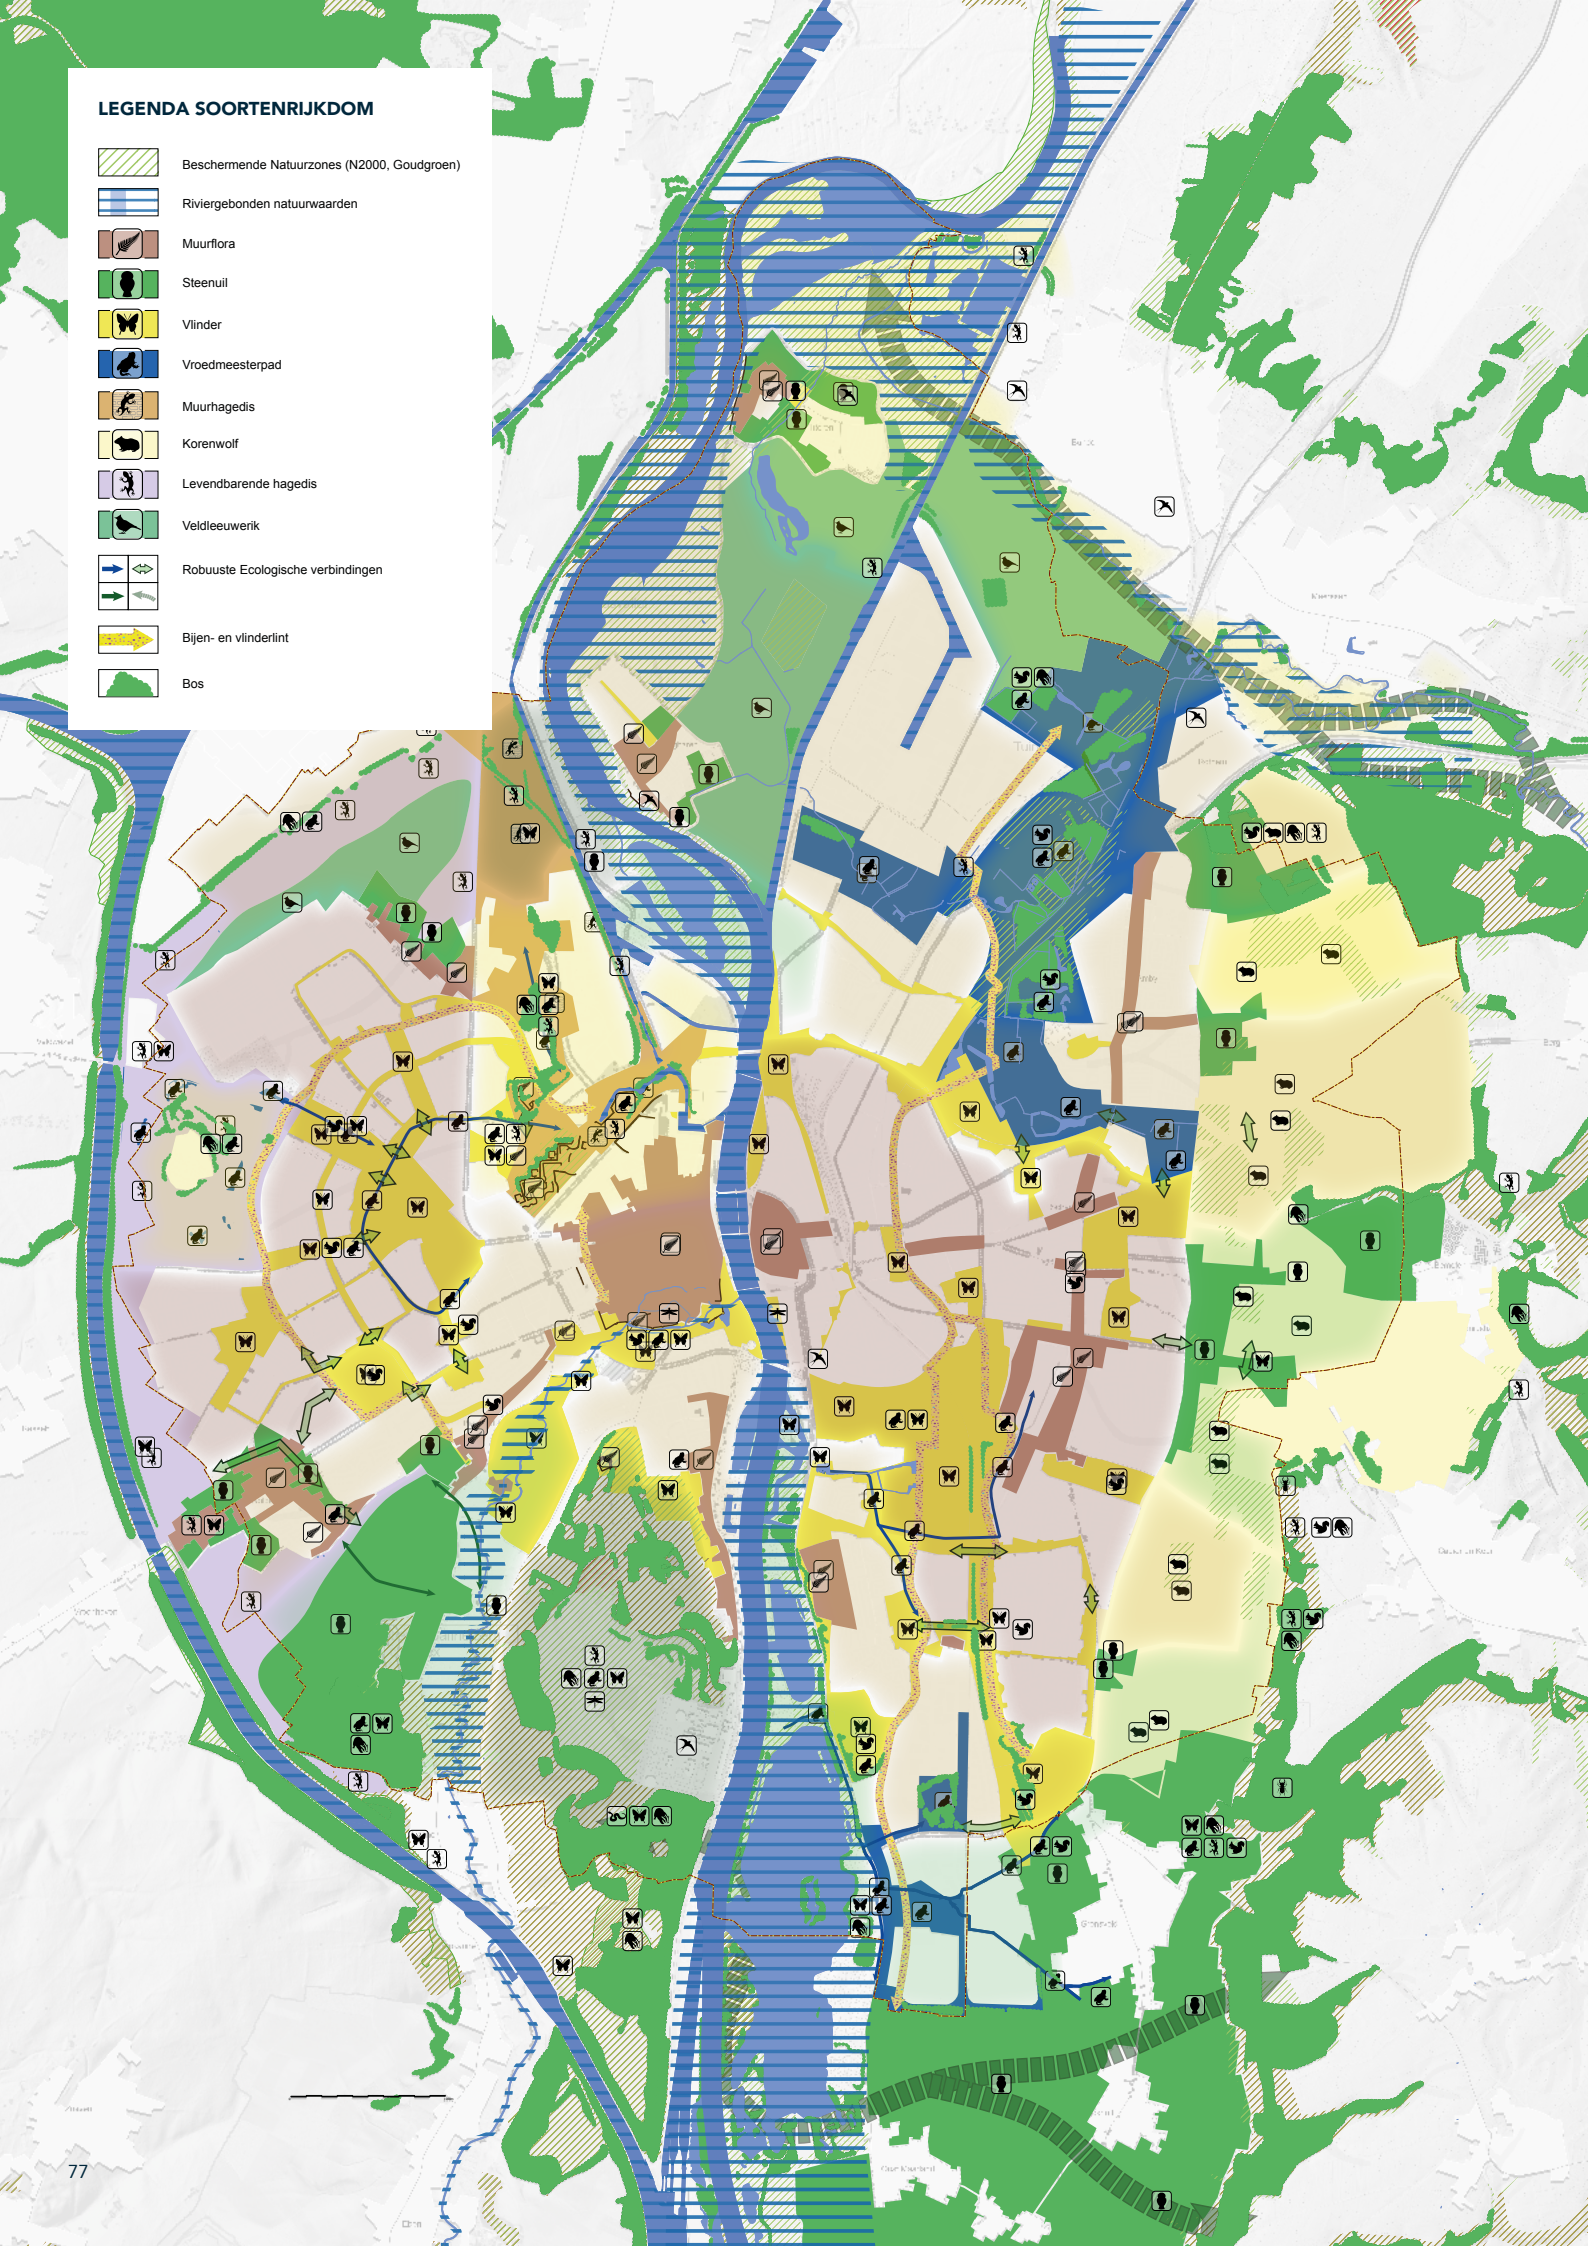 LEGENDA SOORTENRIJKDOM
Beschermende Natuurzones (N2000, Goudgroen)
Riviergebonden natuurwaarden
Muurflora
Steenuil
Vlinder
Vroedmeesterpad
Muurhagedis
Korenwolf
Levendbarende hagedis
Veldleeuwerik
Robuuste Ecologische verbindingen
Bijen- en vlinderlint
Bos
77